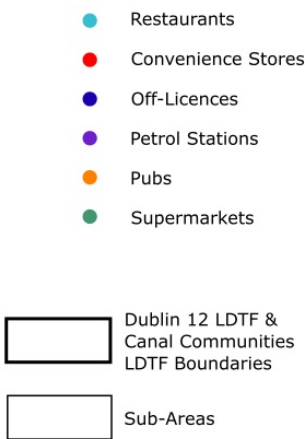 Restaurants
Convenience Stores
Off-Licences
Petrol Stations
Pubs
Supermarkets
Dublin 12 LDTF &
Canal Communities
LDTF Boundaries
Sub-Areas